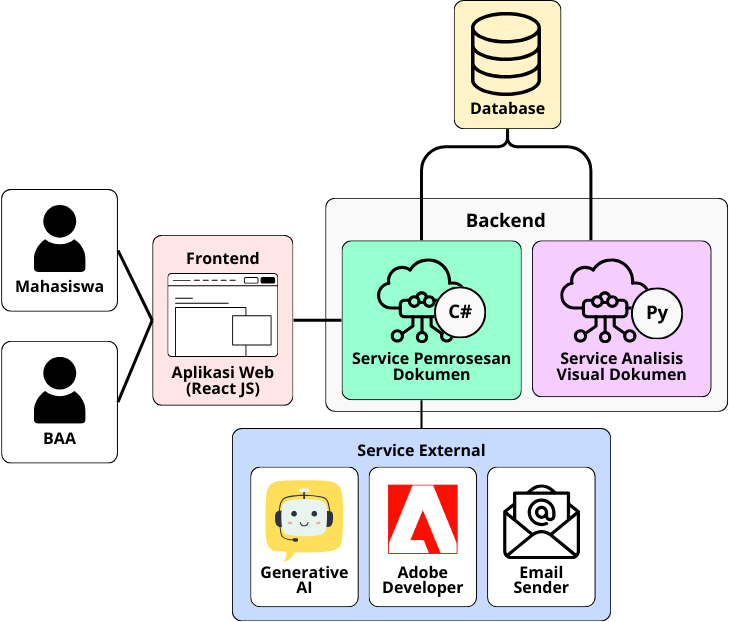 Database
Backend
Mahasiswa
Frontend
C#
Py
Service Pemrosesan
Dokumen
Service Analisis
Visual Dokumen
Aplikasi Web
(React JS)
BAA
Service External
@
Generative
AI
Adobe
Developer
Email
Sender